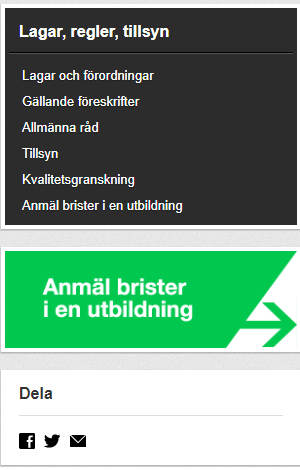 Lagar, regler, tillsyn
Lagar och förordningar
Gällande föreskrifter
Allmänna råd
Tillsyn
Kvalitetsgranskning
Anmäl brister i en utbildning
Anmäl brister
i en utbildning
Dela